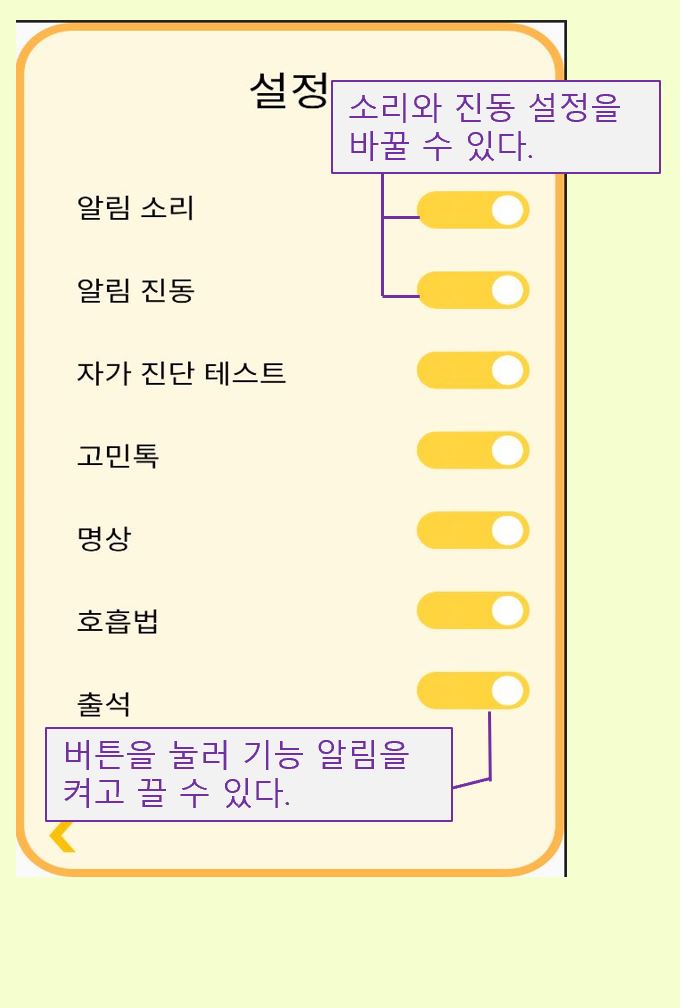 설정
소리와 진동 설정을
바꿀 수 있다.
알림 소리
알림 진동
자가 진단 테스트
고민톡
명상
호흡법
출석
버튼을 눌러 기능 알림을
켜고 끌 수 있다.